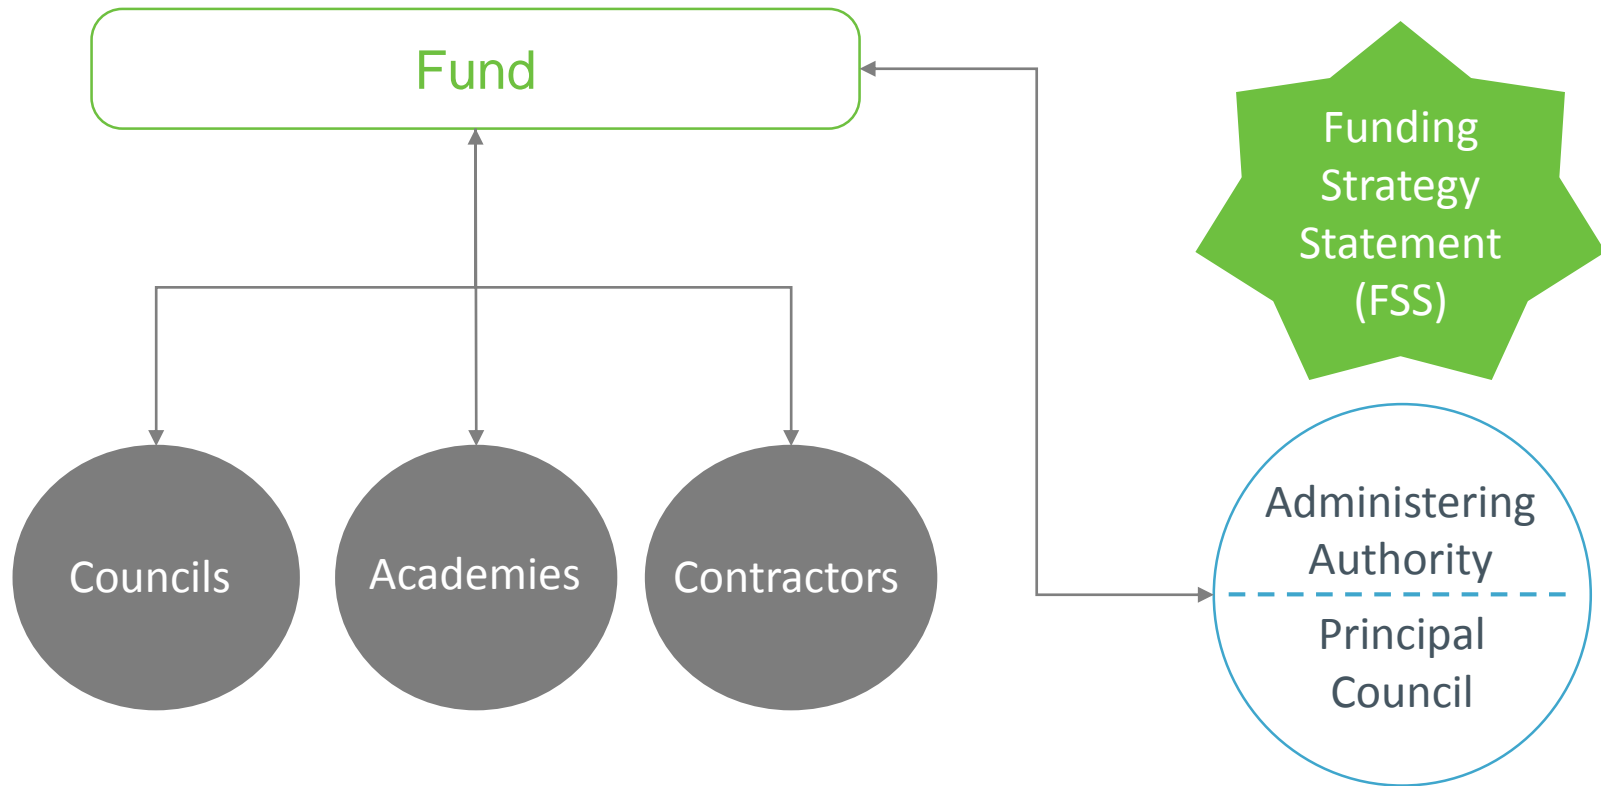 Fund
Funding
Strategy
Statement
(FSS)
Councils
Academies
Contractors
Administering
Authority
Principal
Council